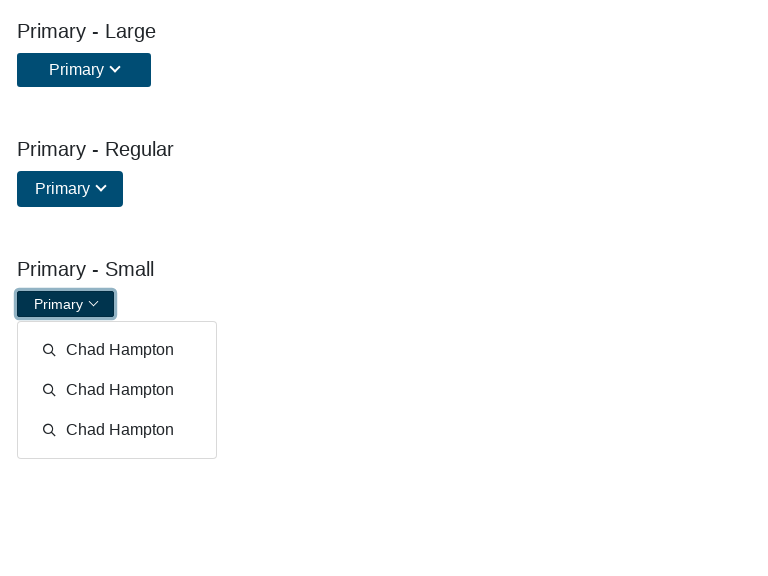 Primary - Large
Primary
Primary - Regular
Primary
Primary - Small
Primary
Chad Hampton
Chad Hampton
Chad Hampton